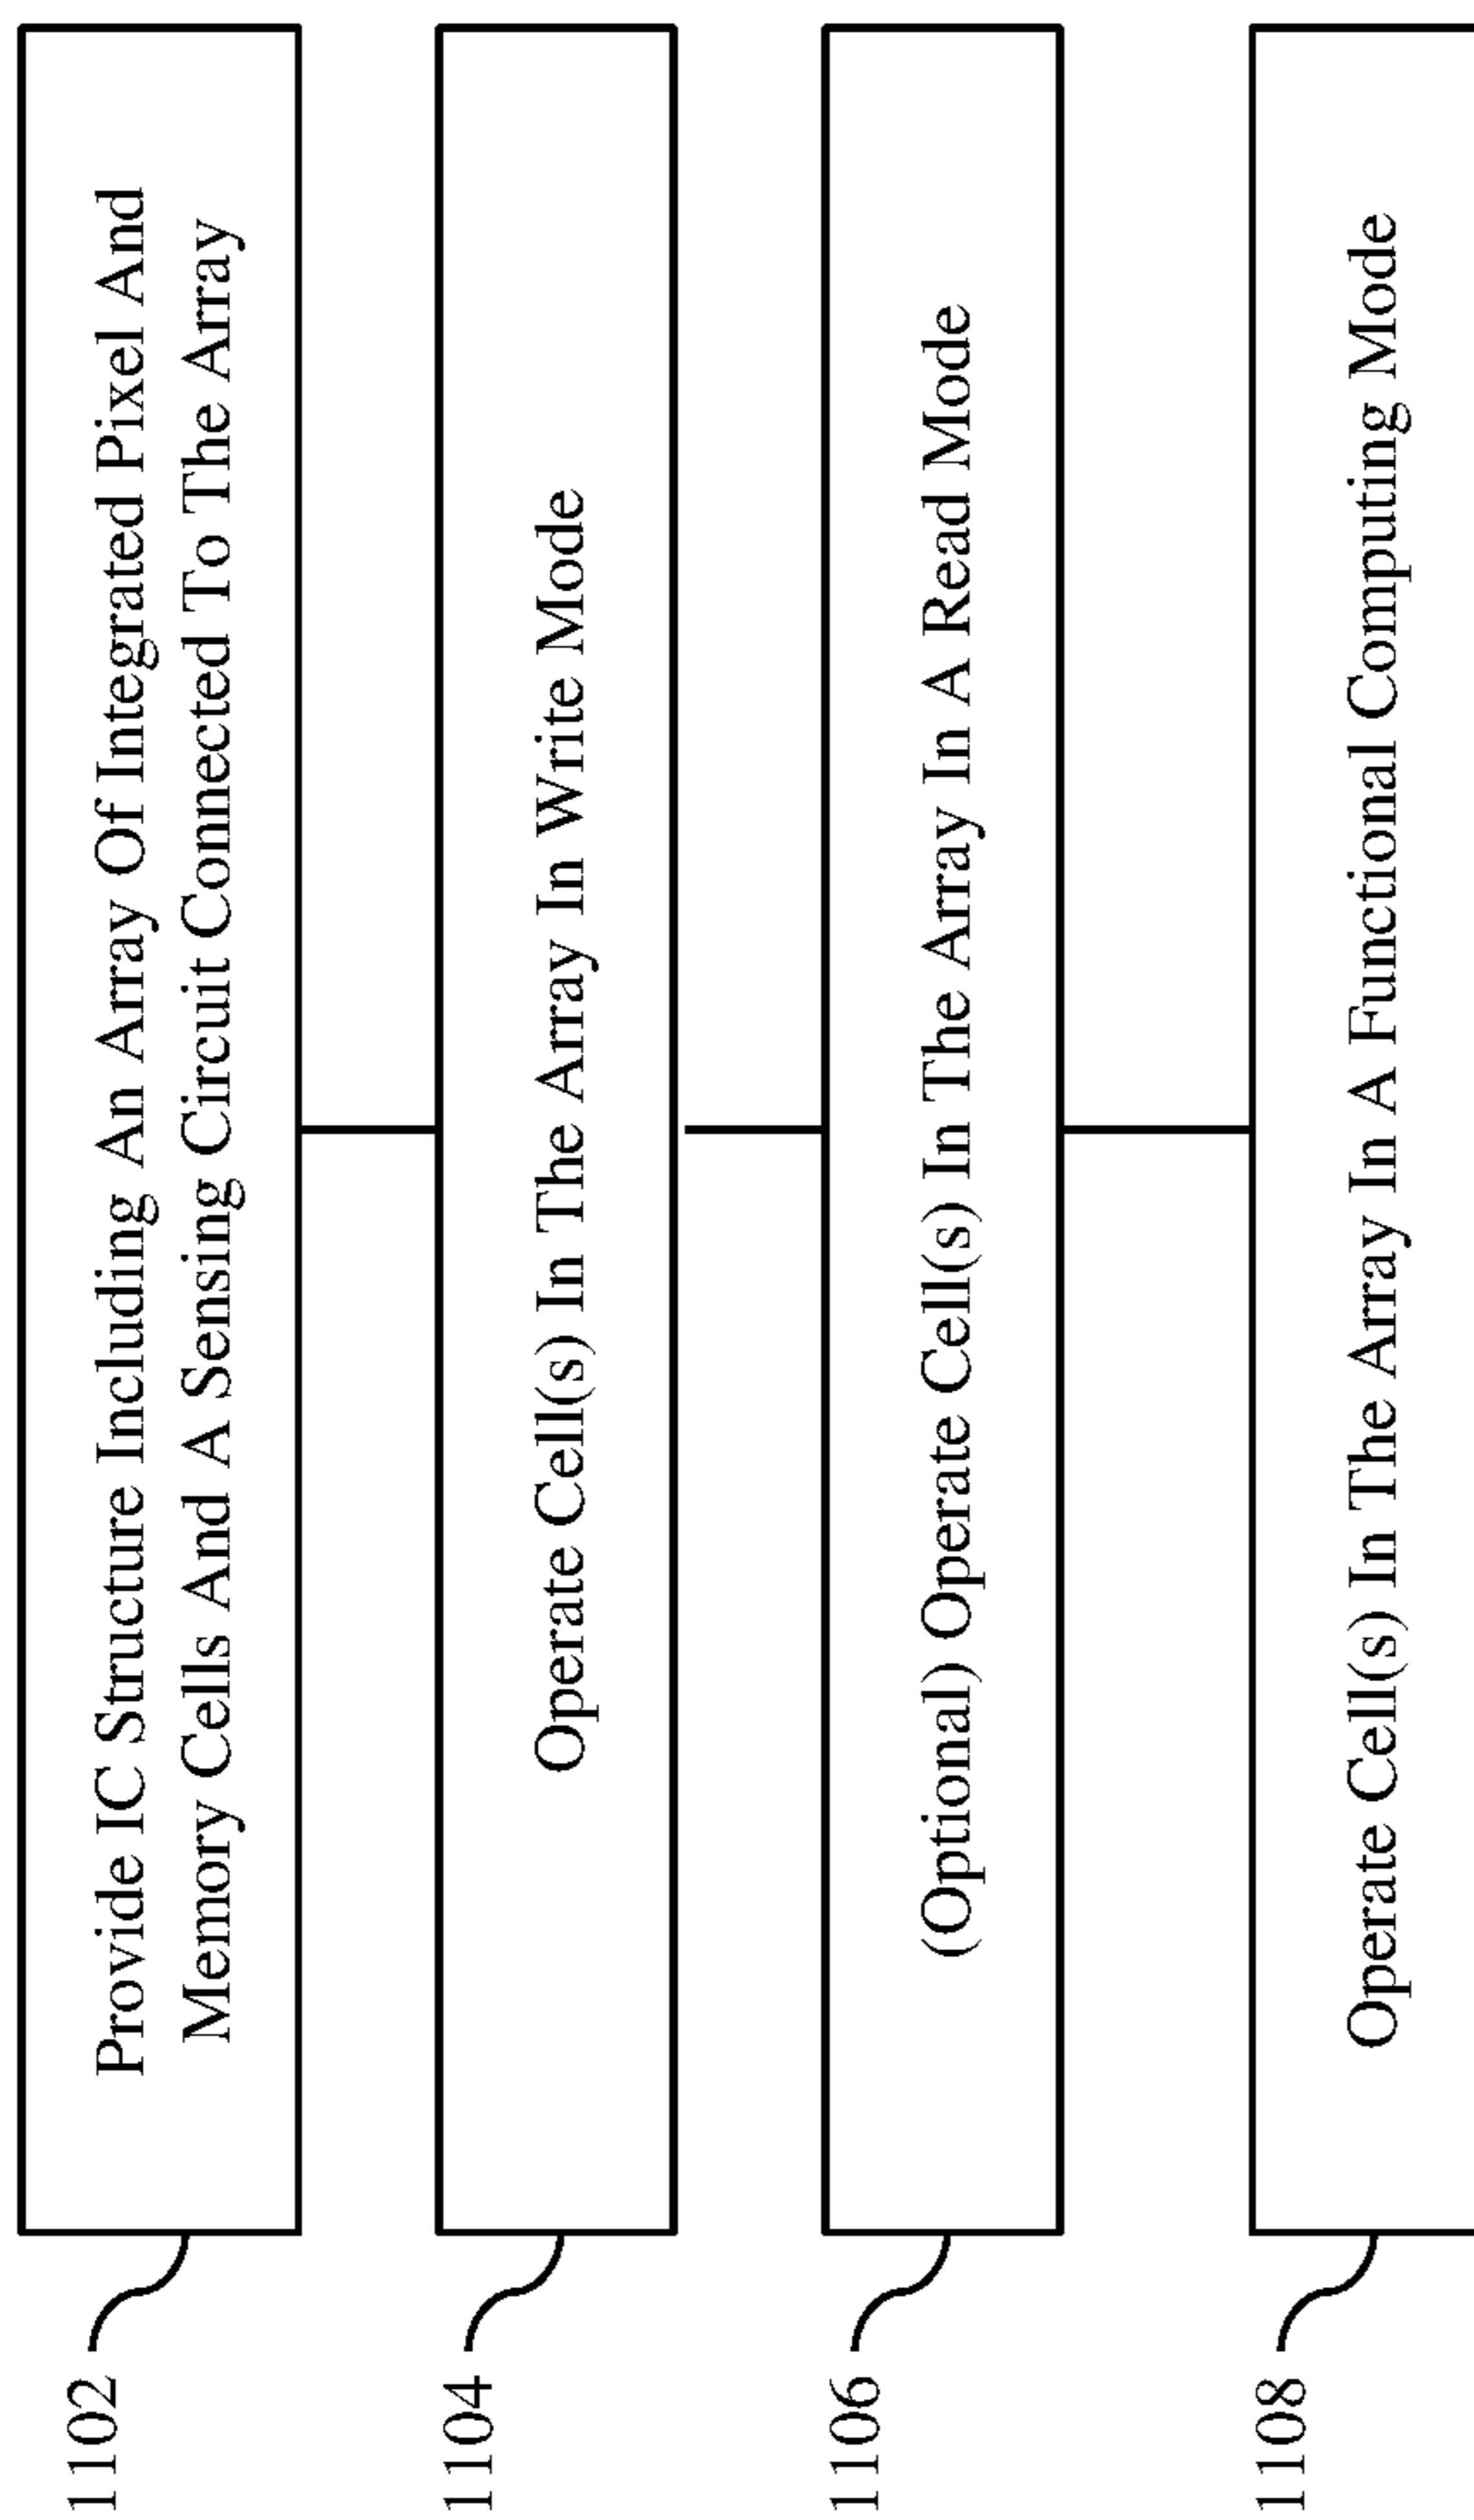 1102
Provide IC Structure Including An Array Of Integrated Pixel And
Memory Cells And A Sensing Circuit Connected To The Array
1104
Operate Cell(s) In The Array In Write Mode
1106
(Optional) Operate Cell(s) In The Array In A Read Mode
1108
Operate Cell(s) In The Array In A Functional Computing Mode